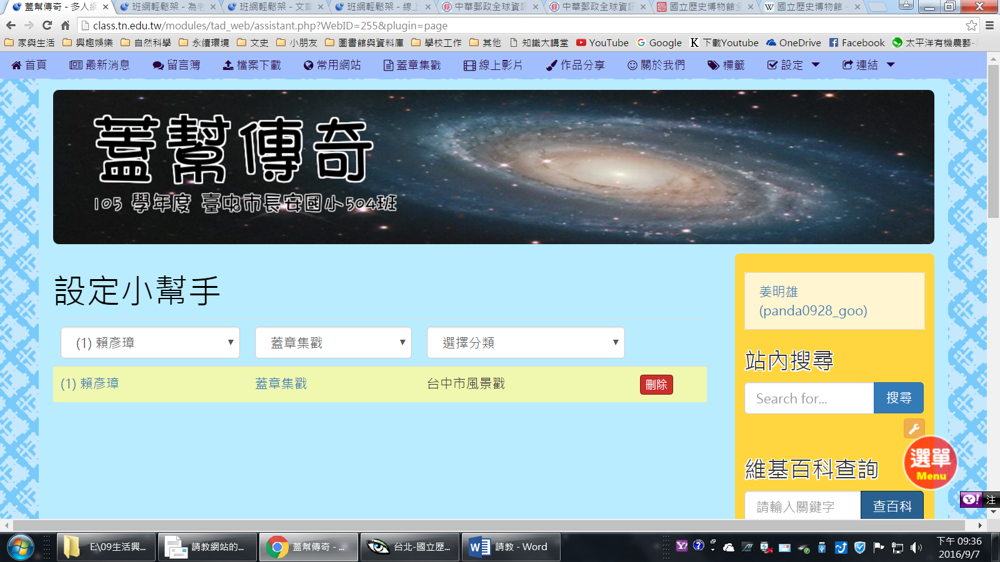 蓋幫傳奇 - 多人網
班網輕鬆架 - 為老
班網輕鬆架 - 文章
班網輕鬆架 - 線上
中華郵政全球資訊
中華郵政全球資訊
國立歷史博物館全
國立歷史博物館 -
class.tn.edu.tw/modules/tad_web/assistant.php?WebID=255&plugin=page
家與生活 興趣娛樂 自然科學 永續環境 文史 小朋友 圖書館與資料庫 學校工作 其他 知識大講堂 YouTube Google 下載Youtube OneDrive Facebook 太平洋有機農藝-
首頁 最新消息 留言簿 檔案下載 常用網站 蓋章集戳 線上影片 作品分享 關於我們 標籤 設定 連結
蓋幫傳奇
105 學年度 臺中市長安國小504班
設定小幫手
(1) 賴彥璋 蓋章集戳 選擇分類
(1) 賴彥璋 蓋章集戳 台中市風景戳 刪除
姜明雄
(panda0928_goo)
站內搜尋
Search for... 搜尋
選單
Menu
維基百科查詢
請輸入關鍵字 查百科
Y! 注
E:\09生活興... 請教網站的... 蓋幫傳奇 - ... 台北-國立歷... 請教 - Word
下午 09:36
2016/9/7